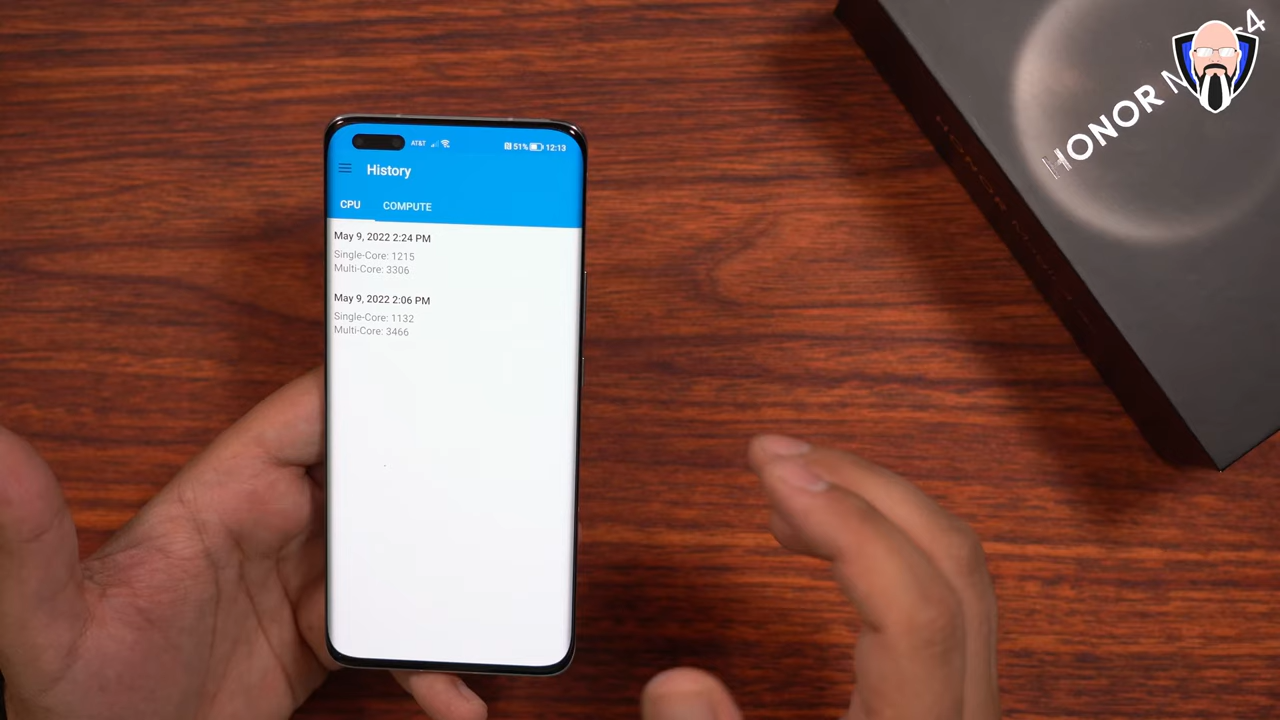 AT&T 51% 12:13
History
CPU COMPUTE
May 9, 2022 2:24 PM
Single-Core: 1215
Multi-Core: 3306
May 9, 2022 2:06 PM
Single-Core: 1132
Multi-Core: 3466
HONOR